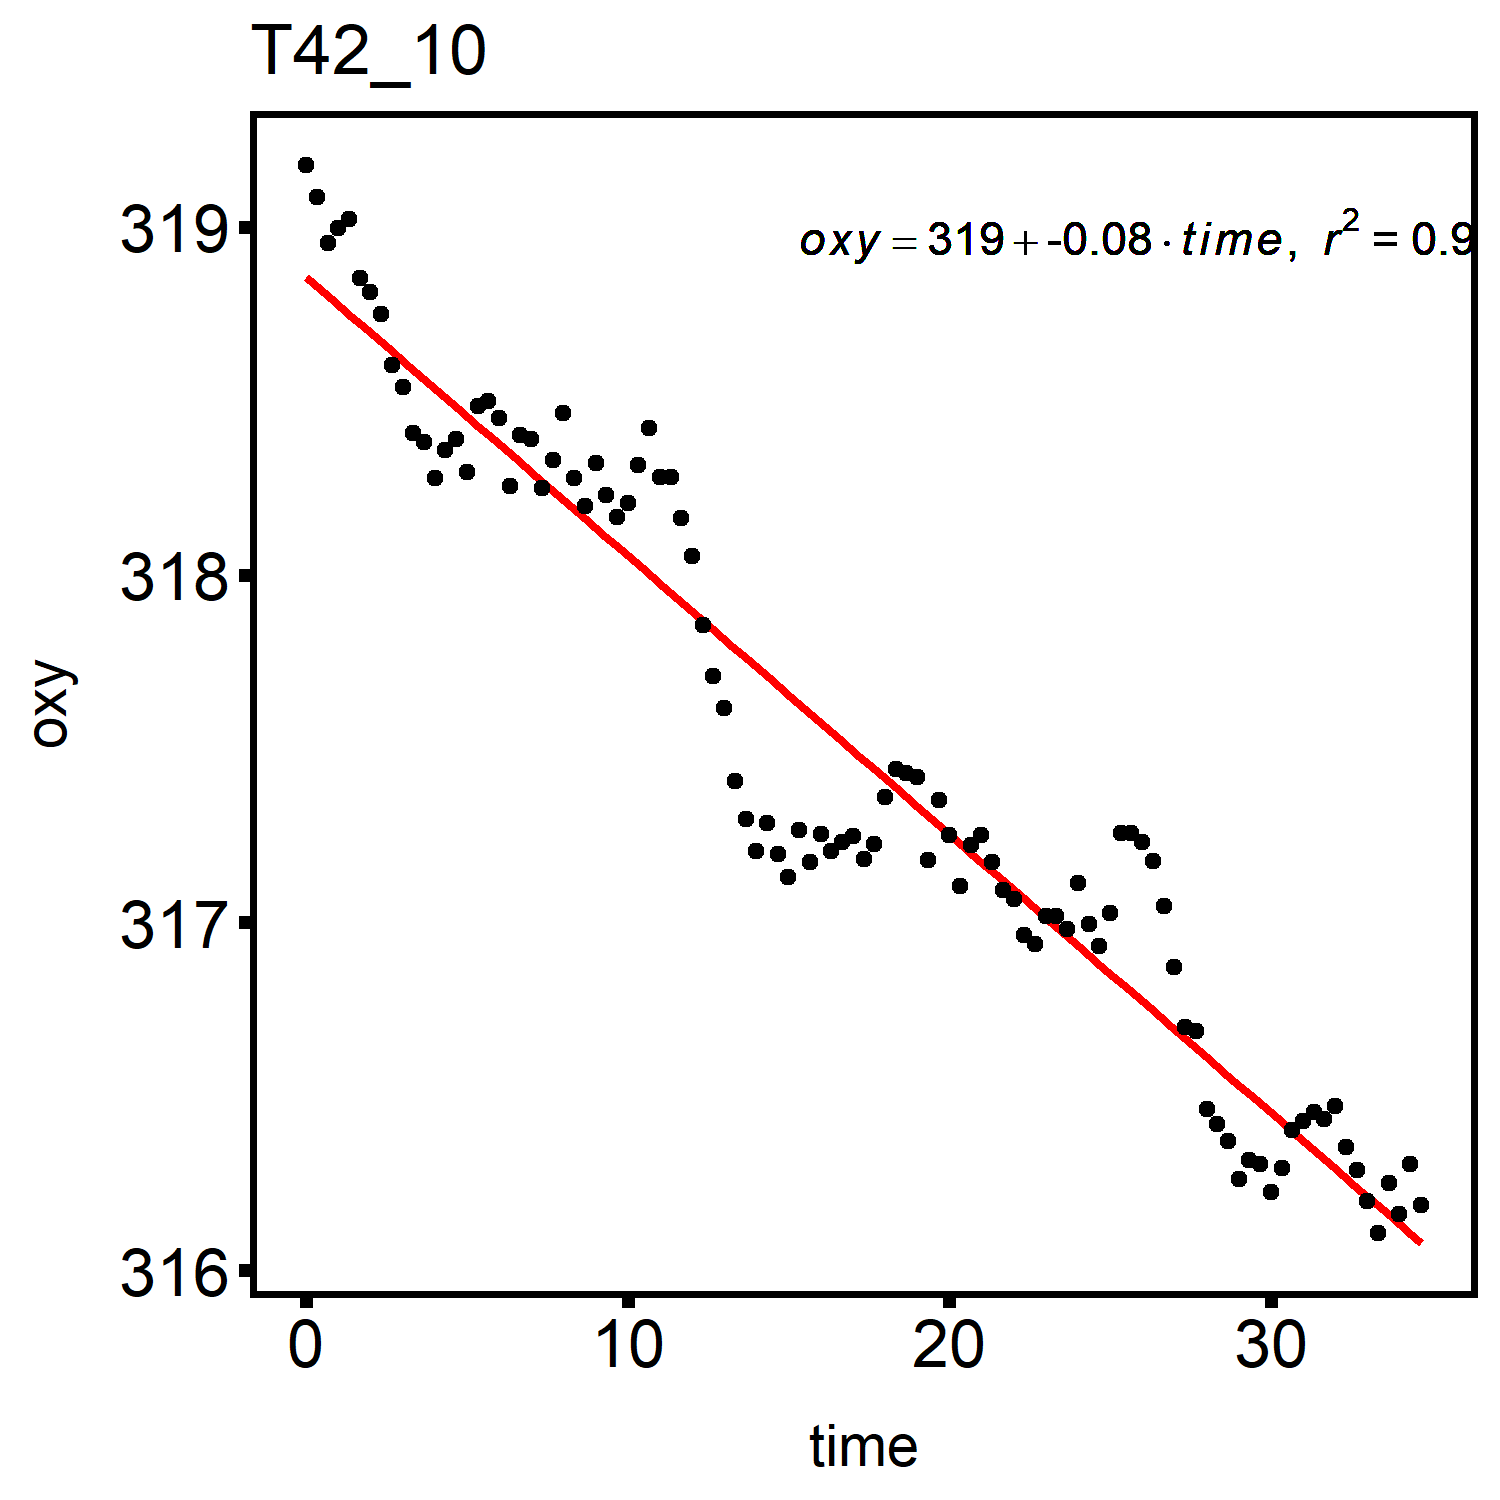 T42_10
oxy = 319 + -0.08 · time, r² = 0.9
319
318
317
316
oxy
0 10 20 30
time